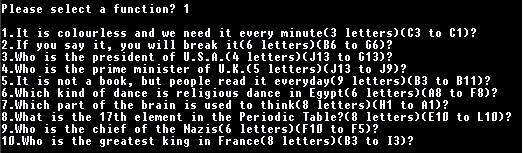 Please select a function? 1
1.It is colourless and we need it every minute(3 letters)(C3 to C1)?
2.If you say it, you will break it(6 letters)(B6 to G6)?
3.Who is the president of U.S.A.(4 letters)(J13 to G13)?
4.Who is the prime minister of U.K.(5 letters)(J13 to J9)?
5.It is not a book, but people read it everyday(9 letters)(B3 to B11)?
6.Which kind of dance is religious dance in Egypt(6 letters)(A8 to F8)?
7.Which part of the brain is used to think(8 letters)(H1 to A1)?
8.What is the 17th element in the Periodic Table?(8 letters)(E10 to L10)?
9.Who is the chief of the Nazis(6 letters)(F10 to F5)?
10.Who is the greatest king in France(8 letters)(B3 to I3)?